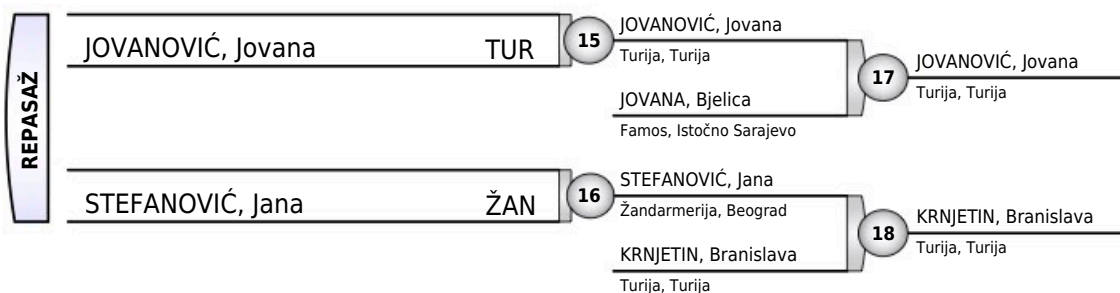 REPASAŽ
JOVANOVIĆ, Jovana TUR
15
JOVANOVIĆ, Jovana
Turija, Turija
JOVANA, Bjelica
Famos, Istočno Sarajevo
17
JOVANOVIĆ, Jovana
Turija, Turija
STEFANOVIĆ, Jana ŽAN
16
STEFANOVIĆ, Jana
Žandarmerija, Beograd
KRNJETIN, Branislava
Turija, Turija
18
KRNJETIN, Branislava
Turija, Turija